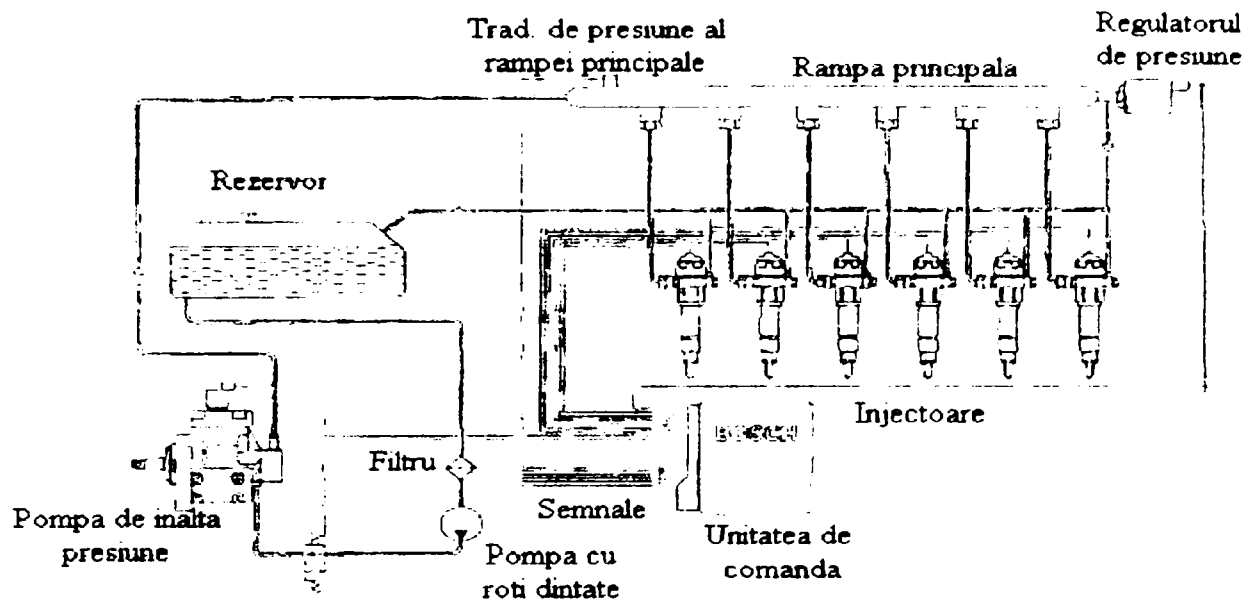 Trad. de presiune al
rampei principale
Rampa principala
Regulatorul
de presiune
Rezervor
Injectoare
BOSCH
Filtru
Semnale
Pompa de inalta
presiune
Pompa cu
roti dintate
Unitatea de
comanda